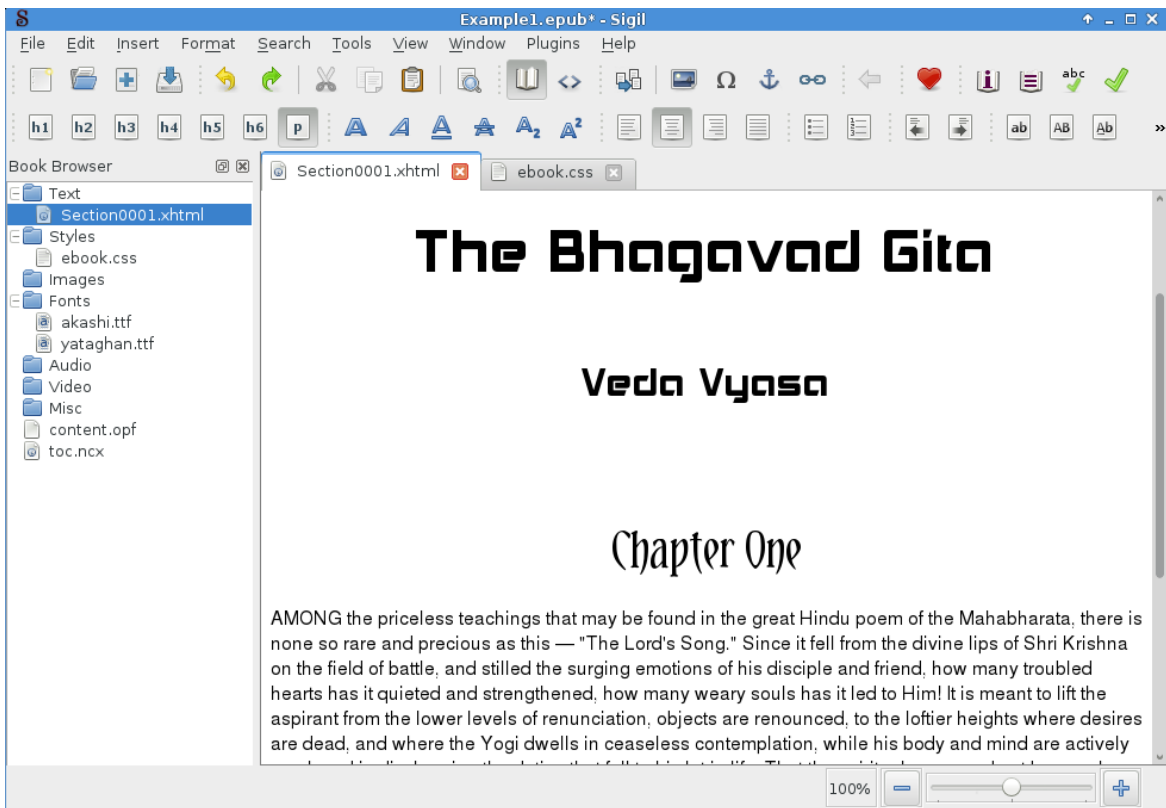 Example1.epub* - Sigil
File Edit Insert Format Search Tools View Window Plugins Help
abc
h1 h2 h3 h4 h5 h6 p A A A A A2 A2 ab AB Ab »
Book Browser
Section0001.xhtml ebook.css
Text
Section0001.xhtml
Styles
ebook.css
Images
Fonts
akashi.ttf
yataghan.ttf
Audio
Video
Misc
content.opf
toc.ncx
The Bhagavad Gita
Veda Vyasa
Chapter One
AMONG the priceless teachings that may be found in the great Hindu poem of the Mahabharata, there is
none so rare and precious as this — "The Lord's Song." Since it fell from the divine lips of Shri Krishna
on the field of battle, and stilled the surging emotions of his disciple and friend, how many troubled
hearts has it quieted and strengthened, how many weary souls has it led to Him! It is meant to lift the
aspirant from the lower levels of renunciation, objects are renounced, to the loftier heights where desires
are dead, and where the Yogi dwells in ceaseless contemplation, while his body and mind are actively
100%